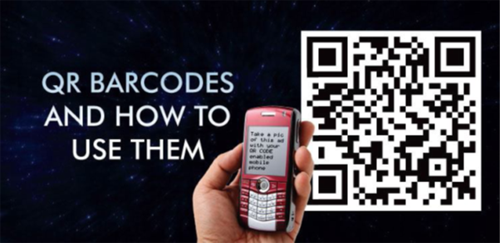 QR BARCODES
AND HOW TO
USE THEM
Take a pic
of this ad
with your
QR CODE
enabled
mobile
phone